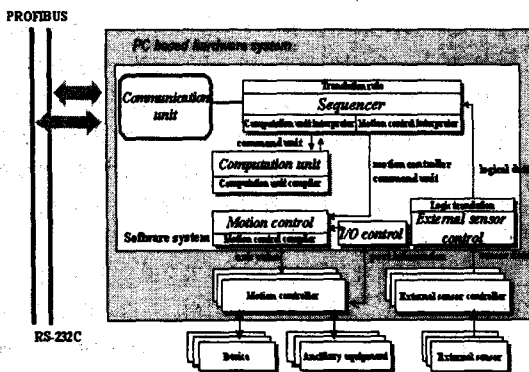 PROFIBUS
PC based hardware system
Translation rule
Communication unit
Sequencer
Computation unit interpreter
Motion control interpreter
command unit
Computation unit
Computation unit compiler
motion controller
command unit
logical
Logic translation
Motion control
I/O control
External sensor
control
Software system
Motion control compiler
Motion controller
External sensor controller
RS-232C
Device
Ancillary equipment
External sensor